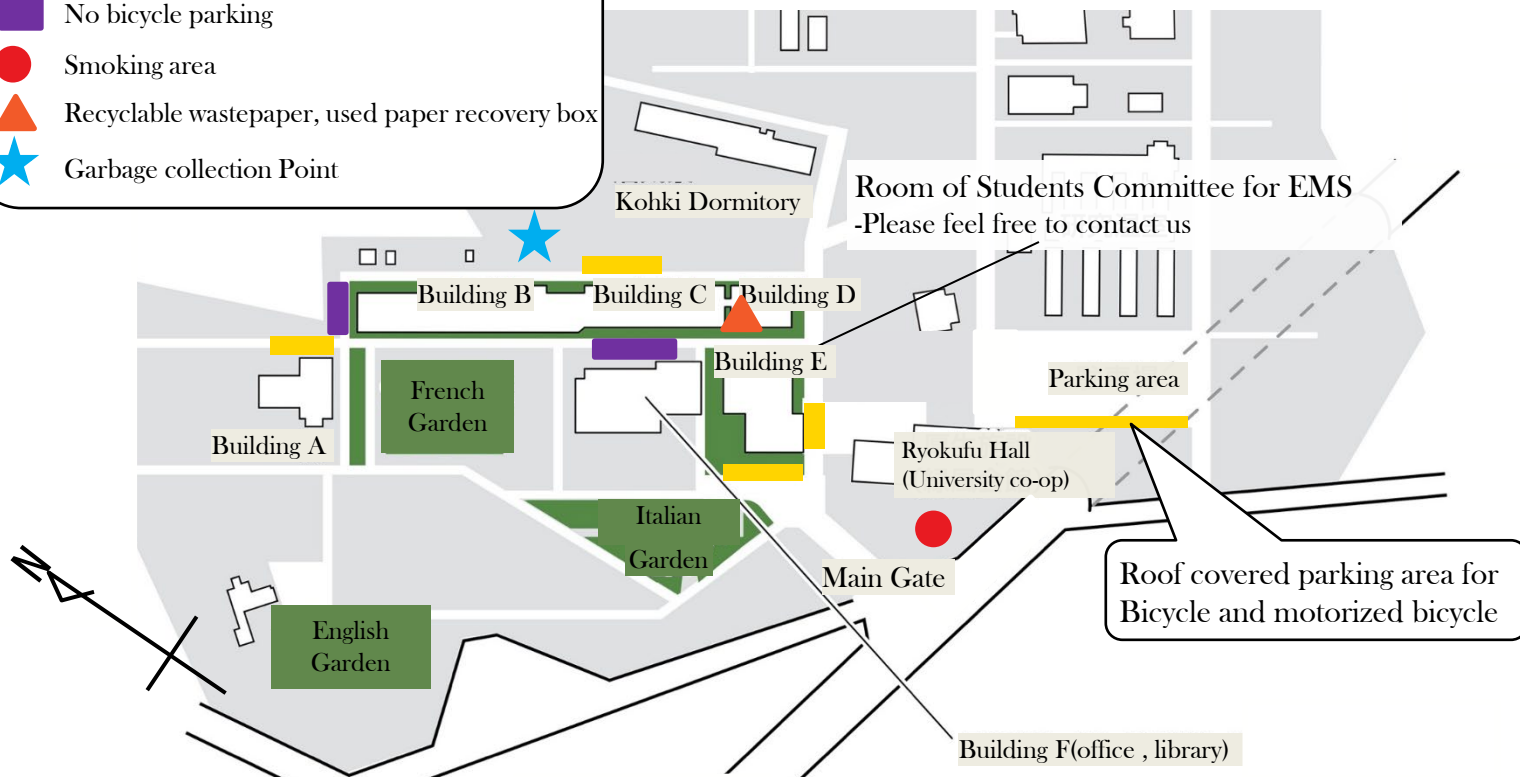 No bicycle parking
Smoking area
Recyclable wastepaper, used paper recovery box
Garbage collection Point
Kohki Dormitory
Room of Students Committee for EMS
-Please feel free to contact us
Building B
Building C
Building D
Building E
French
Garden
Parking area
Building A
Ryokufu Hall
(University co-op)
Italian
Garden
Main Gate
Roof covered parking area for
Bicycle and motorized bicycle
English
Garden
N
Building F(office , library)